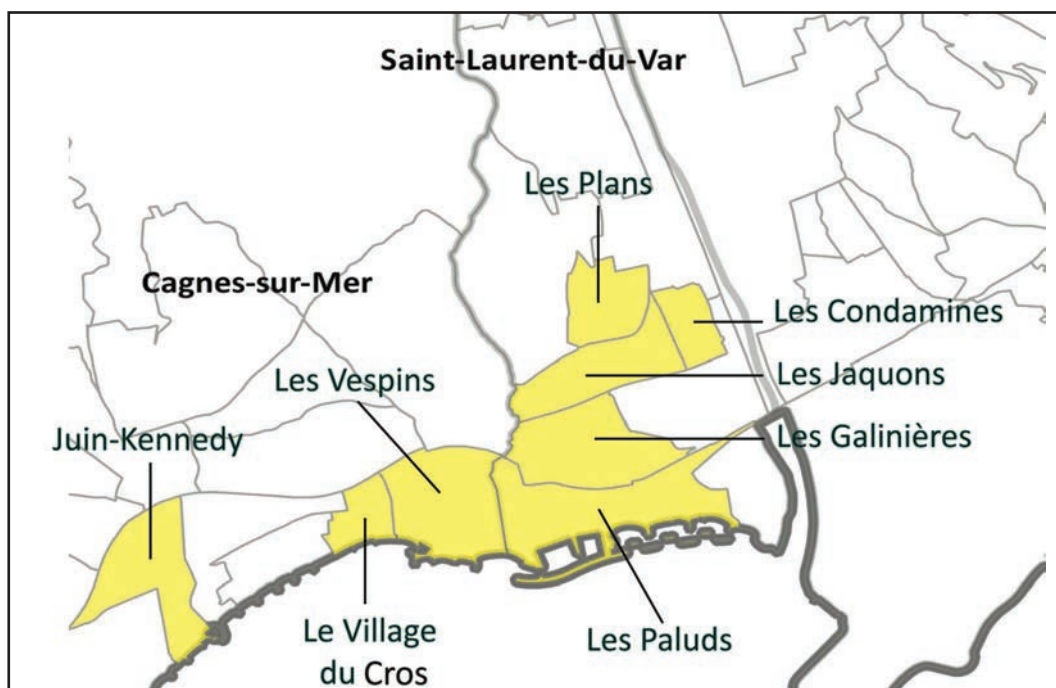 Saint-Laurent-du-Var
Les Plans
Cagnes-sur-Mer
Les Condamines
Les Vespins
Les Jaquons
Juin-Kennedy
Les Galinières
Le Village
du Cros
Les Paluds